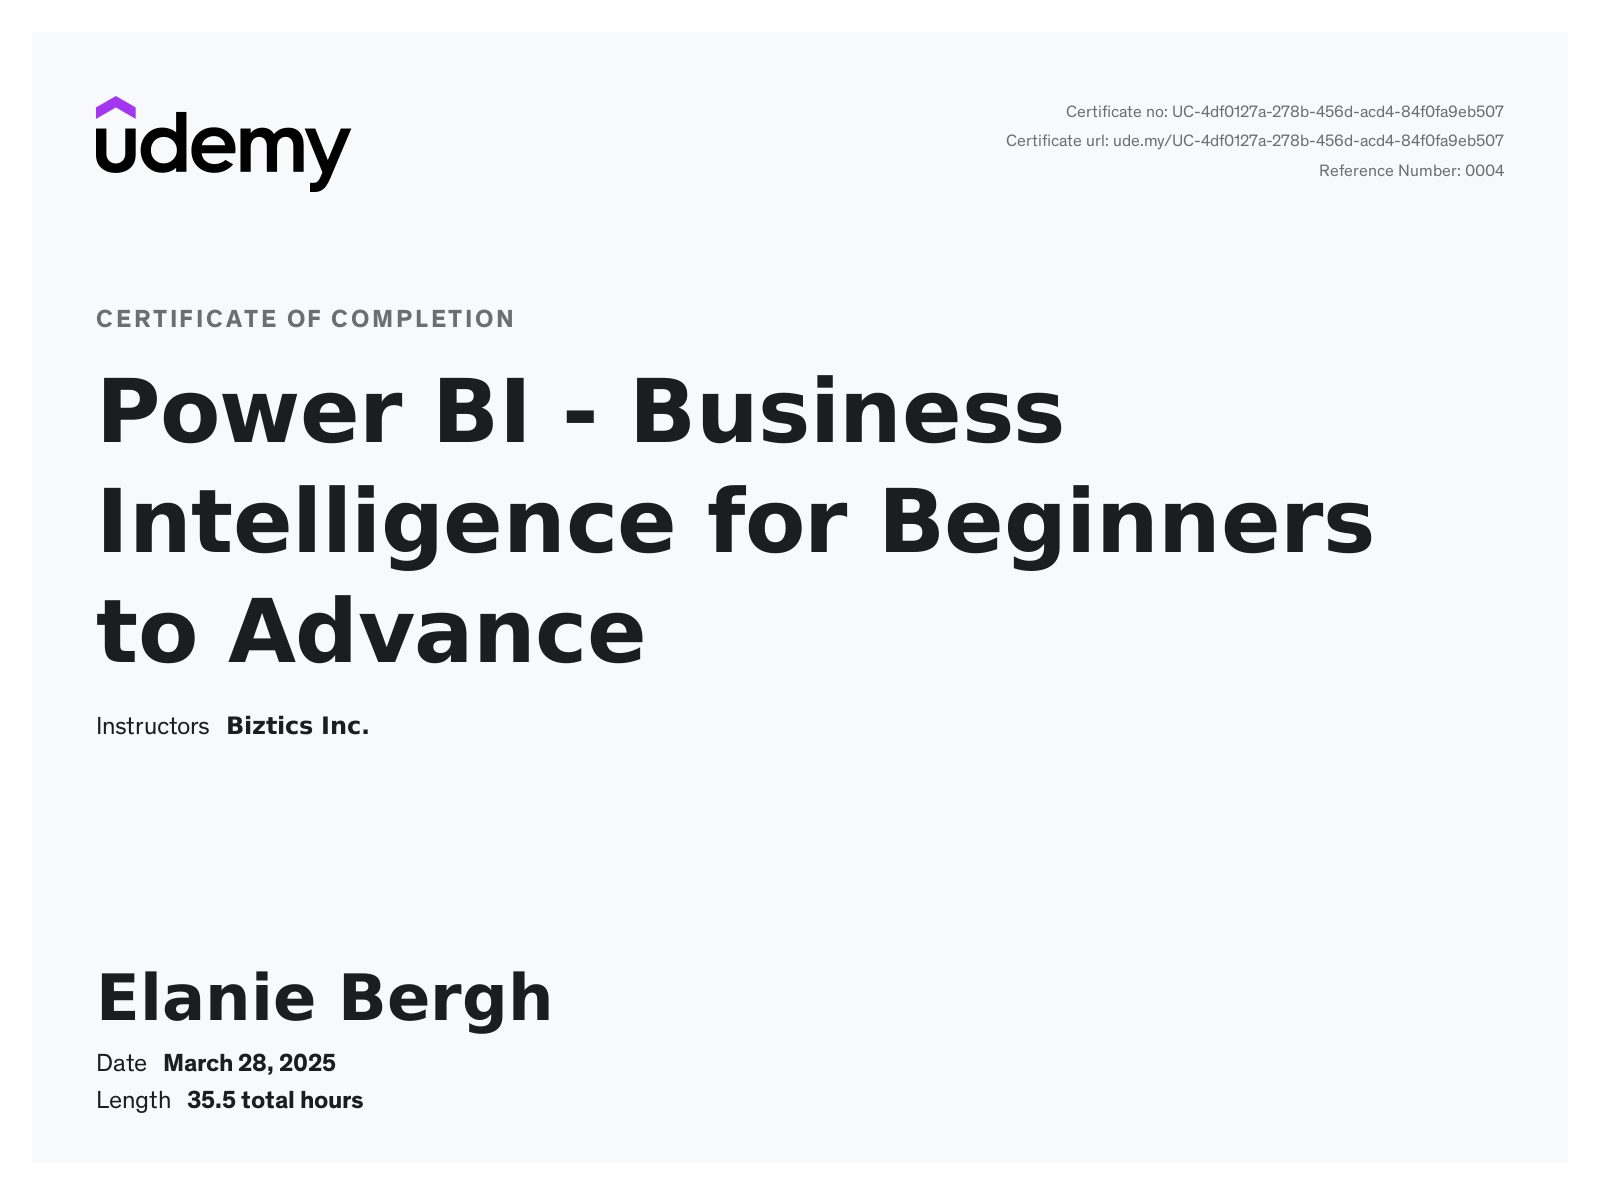 udemy
Certificate no: UC-4df0127a-278b-456d-acd4-84f0fa9eb507
Certificate url: ude.my/UC-4df0127a-278b-456d-acd4-84f0fa9eb507
Reference Number: 0004
CERTIFICATE OF COMPLETION
Power BI - Business
Intelligence for Beginners
to Advance
Instructors Biztics Inc.
Elanie Bergh
Date March 28, 2025
Length 35.5 total hours